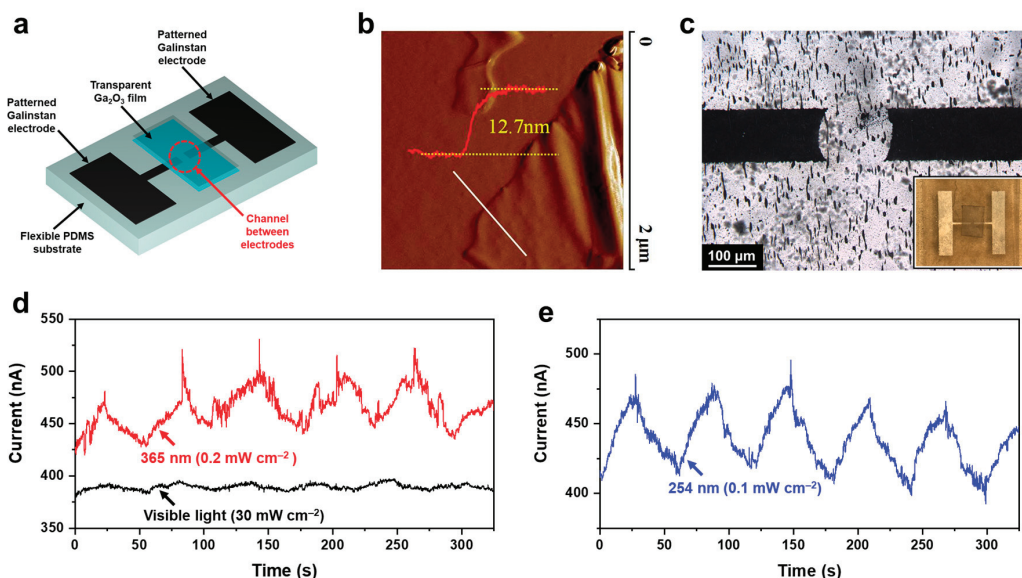 a
Patterned
Galinstan
electrode
Transparent
Ga₂O₃ film
Patterned
Galinstan
electrode
Flexible PDMS
substrate
Channel
between
electrodes
b
12.7nm
0
2 μm
c
100 μm
d
Current (nA)
550
500
450
400
350
365 nm (0.2 mW cm⁻²)
Visible light (30 mW cm⁻²)
0 50 100 150 200 250 300
Time (s)
e
Current (nA)
500
450
400
254 nm (0.1 mW cm⁻²)
0 50 100 150 200 250 300
Time (s)